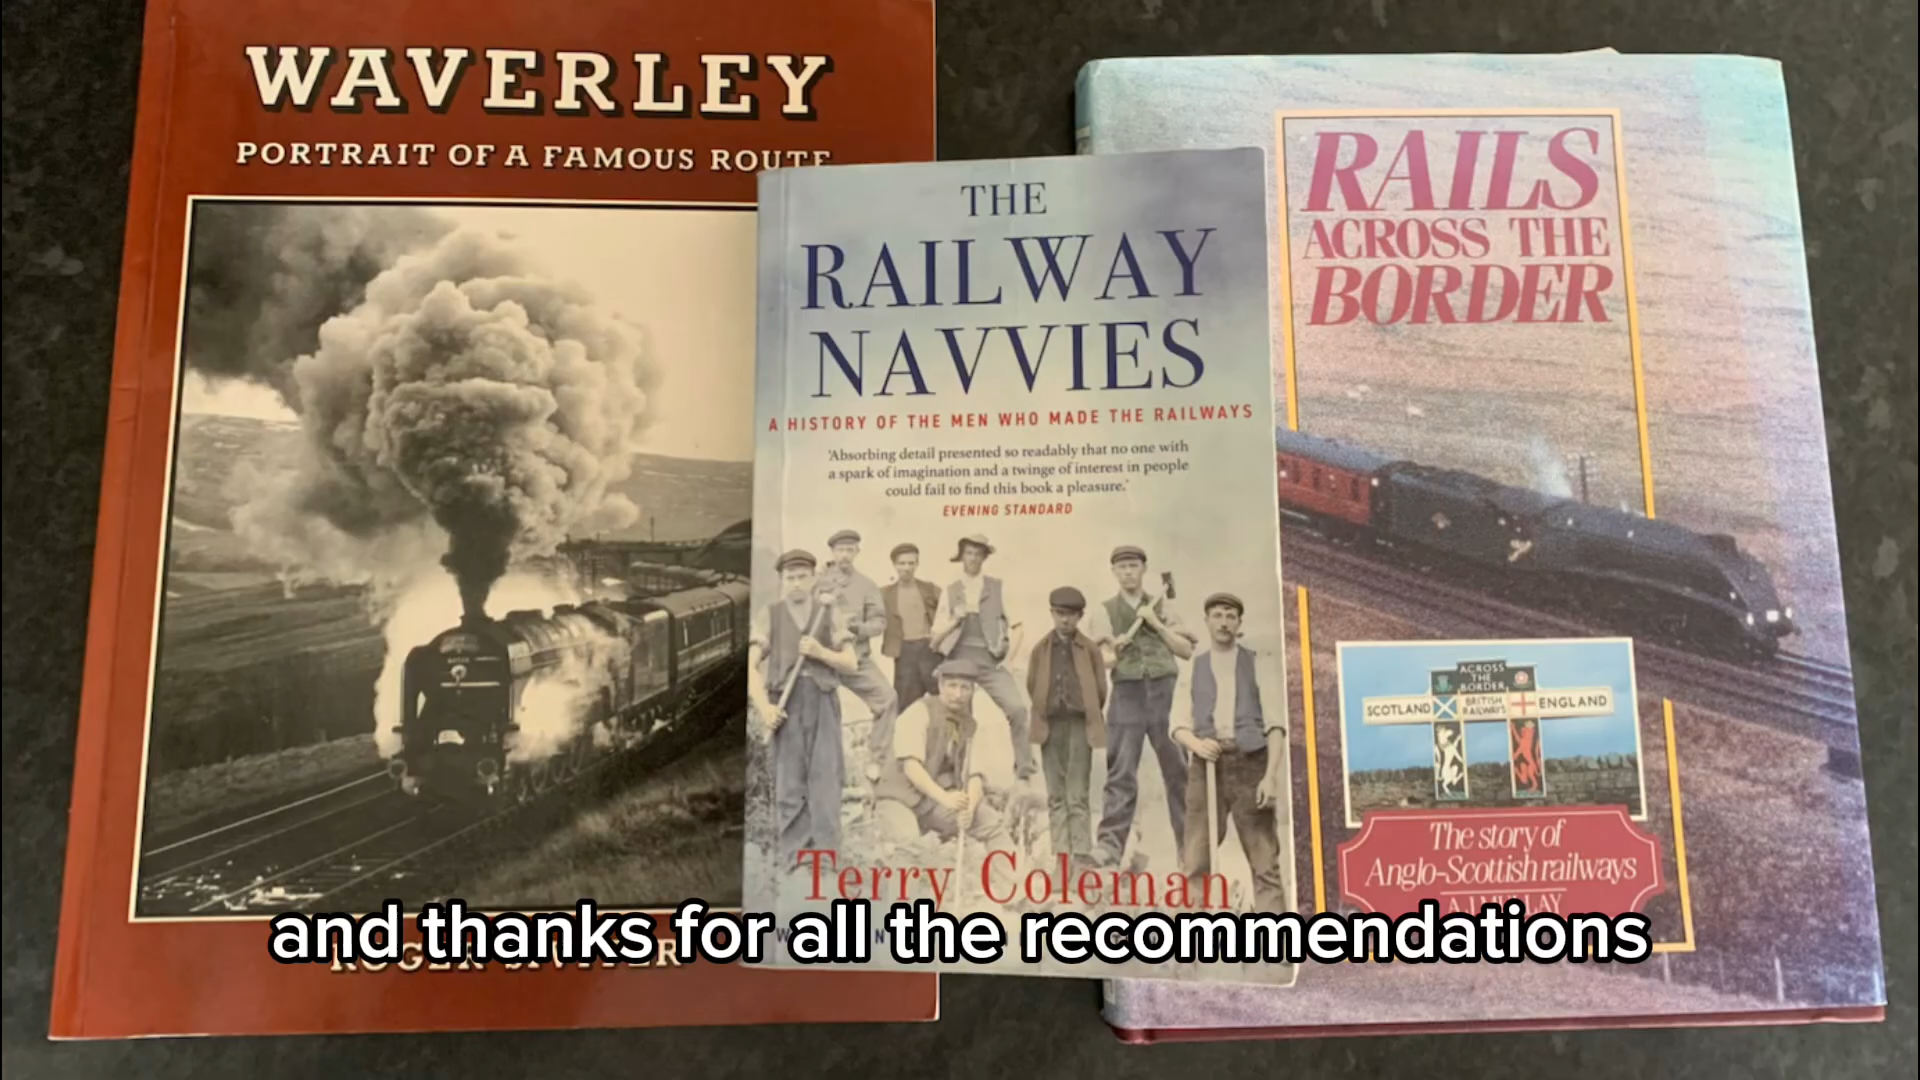 WAVERLEY
PORTRAIT OF A FAMOUS ROUTE
THE
RAILWAY
NAVVIES
A HISTORY OF THE MEN WHO MADE THE RAILWAYS
'Absorbing detail presented so readably that no one with
a spark of imagination and a twinge of interest in people
could fail to find this book a pleasure.'
EVENING STANDARD
Terry Coleman
RAILS
ACROSS THE
BORDER
ACROSS
THE
BORDER
SCOTLAND
BRITISH
RAILWAYS
ENGLAND
The story of
Anglo-Scottish railways
and thanks for all the recommendations